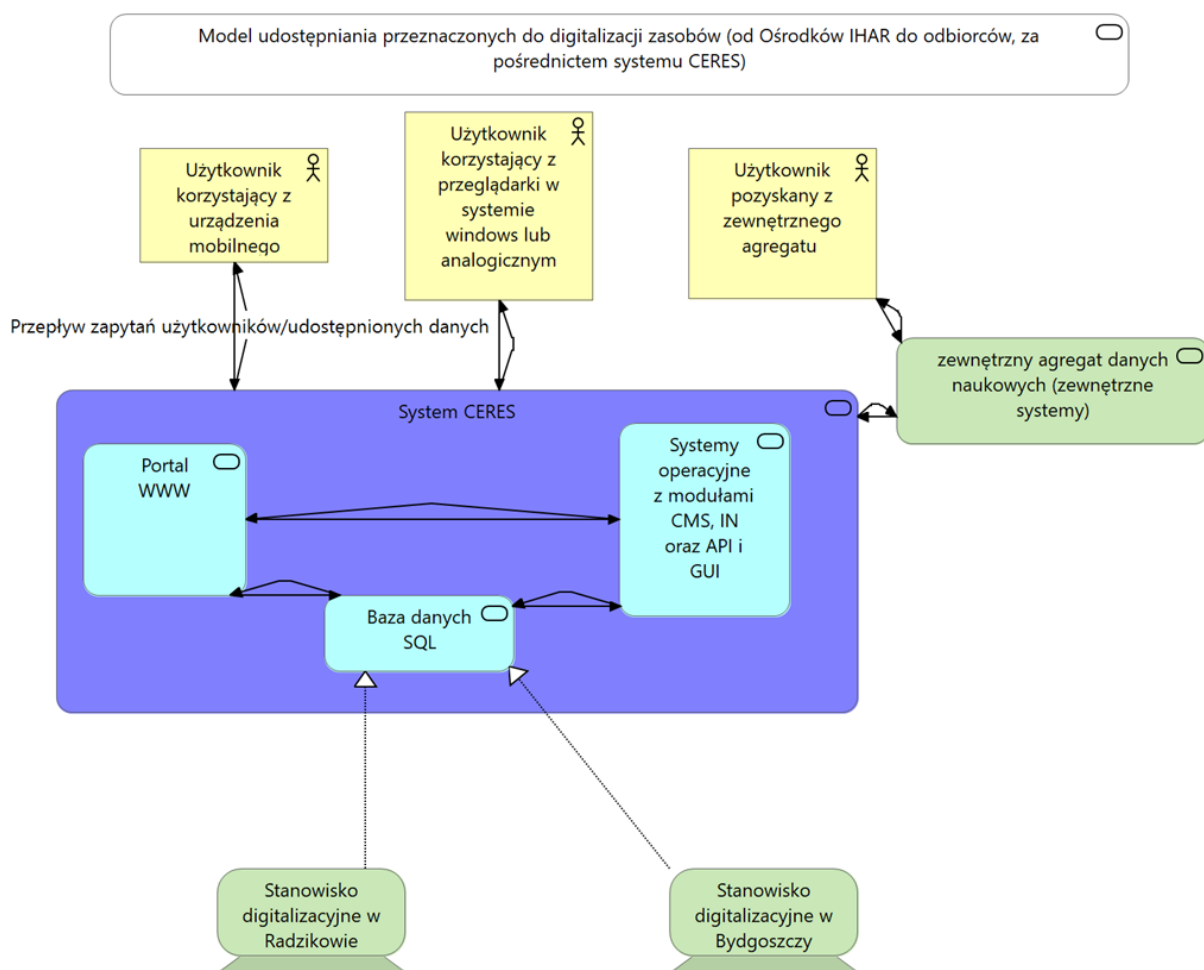 Model udostępniania przeznaczonych do digitalizacji zasobów (od Ośrodków IHAR do odbiorców, za
pośrednictwem systemu CERES)
Użytkownik
korzystający z
urządzenia
mobilnego
Użytkownik
korzystający z
przeglądarki w
systemie
windows lub
analogicznym
Użytkownik
pozyskany z
zewnętrznego
agregatu
Przepływ zapytań użytkowników/udostępnionych danych
zewnętrzny agregat danych
naukowych (zewnętrzne
systemy)
System CERES
Portal
WWW
Systemy
operacyjne
z modułami
CMS, IN
oraz API i
GUI
Baza danych
SQL
Stanowisko
digitalizacyjne w
Radzikowie
Stanowisko
digitalizacyjne w
Bydgoszczy